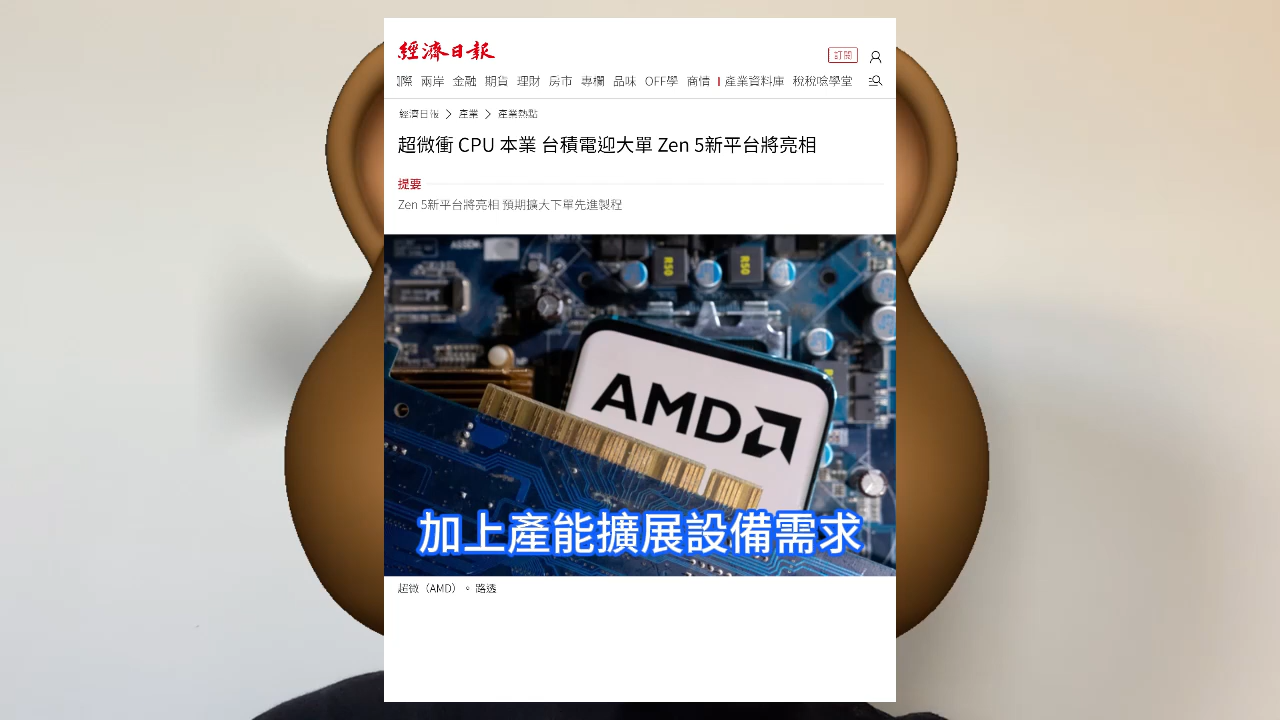 經濟日報
訂閱
國際 兩岸 金融 期貨 理財 房市 專欄 品味 OFF學 商情 產業資料庫 稅稅唸學堂
經濟日報 > 產業 > 產業熱點
超微衝 CPU 本業 台積電迎大單 Zen 5新平台將亮相
提要
Zen 5新平台將亮相 預期擴大下單先進製程
R50
R50
AMD
加上產能擴展設備需求
超微（AMD）。 路透